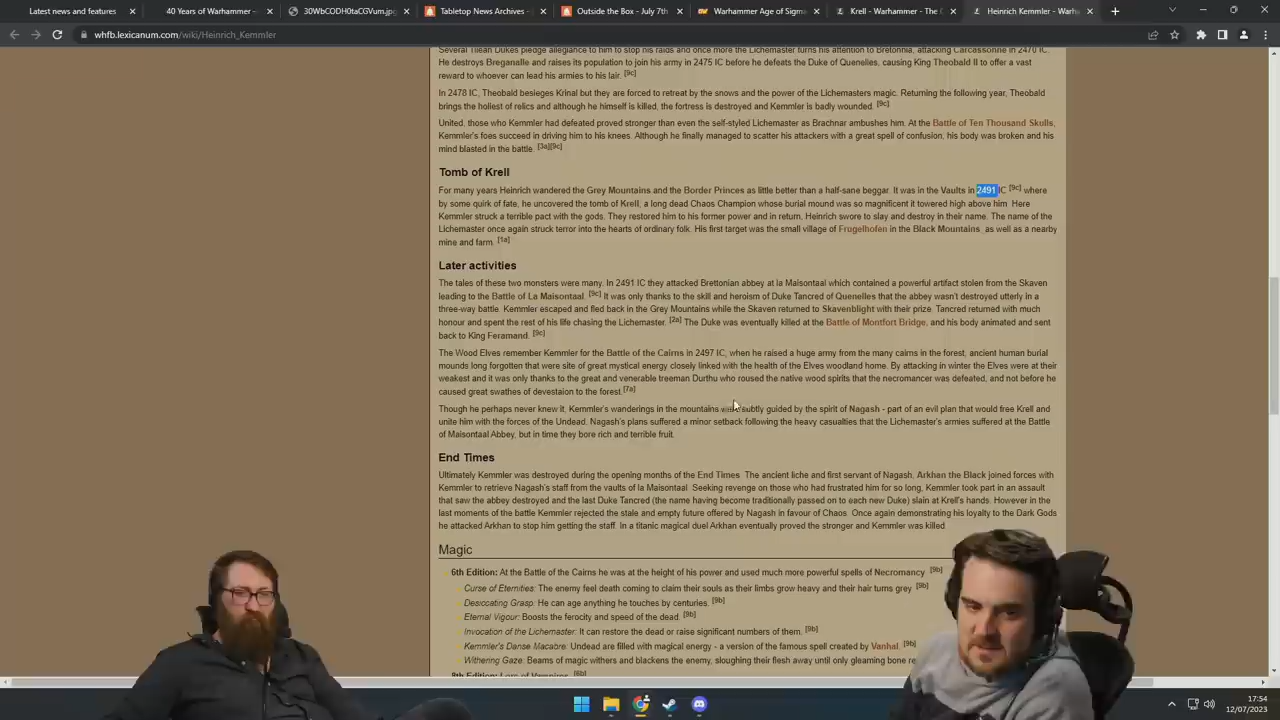 Latest News and Features -
40 Years of Warhammer -
30WbCODH0taCGVum.jpg
Tabletop News Archives -
Outside the Box - July 7th
Warhammer Age of Sigma
Krell - Warhammer - The O
Heinrich Kemmler - Warha
whfb.lexicanum.com/wiki/Heinrich_Kemmler
Several Tilean Dukes pledge allegiance to him to stop his raids and once more the Lichemaster turns his attention to Bretonnia, attacking Carcassonne in 2470 IC.
He destroys Breganalle and raises its population to join his army in 2475 IC before he defeats the Duke of Quenelles, causing King Theobald II to offer a vast
reward to whoever can lead his armies to his lair. [9c]
In 2478 IC, Theobald besieges Krinal but they are forced to retreat by the snows and the power of the Lichemasters magic. Returning the following year, Theobald
brings the holiest of relics and although he himself is killed, the fortress is destroyed and Kemmler is badly wounded. [9c]
United, those who Kemmler had defeated proved stronger than even the self-styled Lichemaster as Brachnar ambushes him. At the Battle of Ten Thousand Skulls,
Kemmler's foes succeed in driving him to his knees. Although he finally managed to scatter his attackers with a great spell of confusion, his body was broken and his
mind blasted in the battle. [3a][9c]
Tomb of Krell
For many years Heinrich wandered the Grey Mountains and the Border Princes as little better than a half-sane beggar. It was in the Vaults in 2491 IC [9c] where
by some quirk of fate, he uncovered the tomb of Krell, a long dead Chaos Champion whose burial mound was so magnificent it towered high above him. Here
Kemmler struck a terrible pact with the gods. They restored him to his former power and in return, Heinrich swore to slay and destroy in their name. The name of the
Lichemaster once again struck terror into the hearts of ordinary folk. His first target was the small village of Frugelhofen in the Black Mountains, as well as a nearby
mine and farm. [1a]
Later activities
The tales of these two monsters were many. In 2491 IC they attacked Brettonian abbey at la Maisontaal which contained a powerful artifact stolen from the Skaven
leading to the Battle of La Maisontaal. [9c] It was only thanks to the skill and heroism of Duke Tancred of Quenelles that the abbey wasn't destroyed utterly in a
three-way battle. Kemmler escaped and fled back in the Grey Mountains while the Skaven returned to Skavenblight with their prize. Tancred returned with much
honour and spent the rest of his life chasing the Lichemaster. [2a] The Duke was eventually killed at the Battle of Montfort Bridge, and his body animated and sent
back to King Feramand. [9c]
The Wood Elves remember Kemmler for the Battle of the Cairns in 2497 IC, when he raised a huge army from the many cairns in the forest, ancient human burial
mounds long forgotten that were site of great mystical energy closely linked with the health of the Elves woodland home. By attacking in winter the Elves were at their
weakest and it was only thanks to the great and venerable treeman Durthu who roused the native wood spirits that the necromancer was defeated, and not before he
caused great swathes of devestaion to the forest.[7a]
Though he perhaps never knew it, Kemmler's wanderings in the mountains were subtly guided by the spirit of Nagash - part of an evil plan that would free Krell and
unite him with the forces of the Undead. Nagash's plans suffered a minor setback following the heavy casualties that the Lichemaster's armies suffered at the Battle
of Maisontaal Abbey, but in time they bore rich and terrible fruit.
End Times
Ultimately Kemmler was destroyed during the opening months of the End Times. The ancient liche and first servant of Nagash, Arkhan the Black joined forces with
Kemmler to retrieve Nagash's staff from the vaults of la Maisontaal. Seeking revenge on those who had frustrated him for so long, Kemmler took part in an assault
that saw the abbey destroyed and the last Duke Tancred (the name having become traditionally passed on to each new Duke) slain at Krell's hands. However in the
last moments of the battle Kemmler rejected the stale and empty future offered by Nagash in favour of Chaos. Once again demonstrating his loyalty to the Dark Gods
he attacked Arkhan to stop him getting the staff. In a titanic magical duel Arkhan eventually proved the stronger and Kemmler was killed.
Magic
6th Edition: At the Battle of the Cairns he was at the height of his power and used much more powerful spells of Necromancy. [9b]
Curse of Eternities: The enemy feel death coming to claim their souls as their limbs grow heavy and their hair turns grey. [9b]
Desiccating Grasp: He can age anything he touches by centuries. [9b]
Eternal Vigour: Boosts the ferocity and speed of the dead. [9b]
Invocation of the Lichemaster: It can restore the dead or raise significant numbers of them. [9b]
Kemmler's Danse Macabre: Undead are filled with magical energy - a version of the famous spell created by Vanhal. [9b]
Withering Gaze: Beams of magic withers and blackens the enemy, sloughing their flesh away until only gleaming bone re
8th Edition: Lore of Vampires. [6b]
17:54
12/07/2023